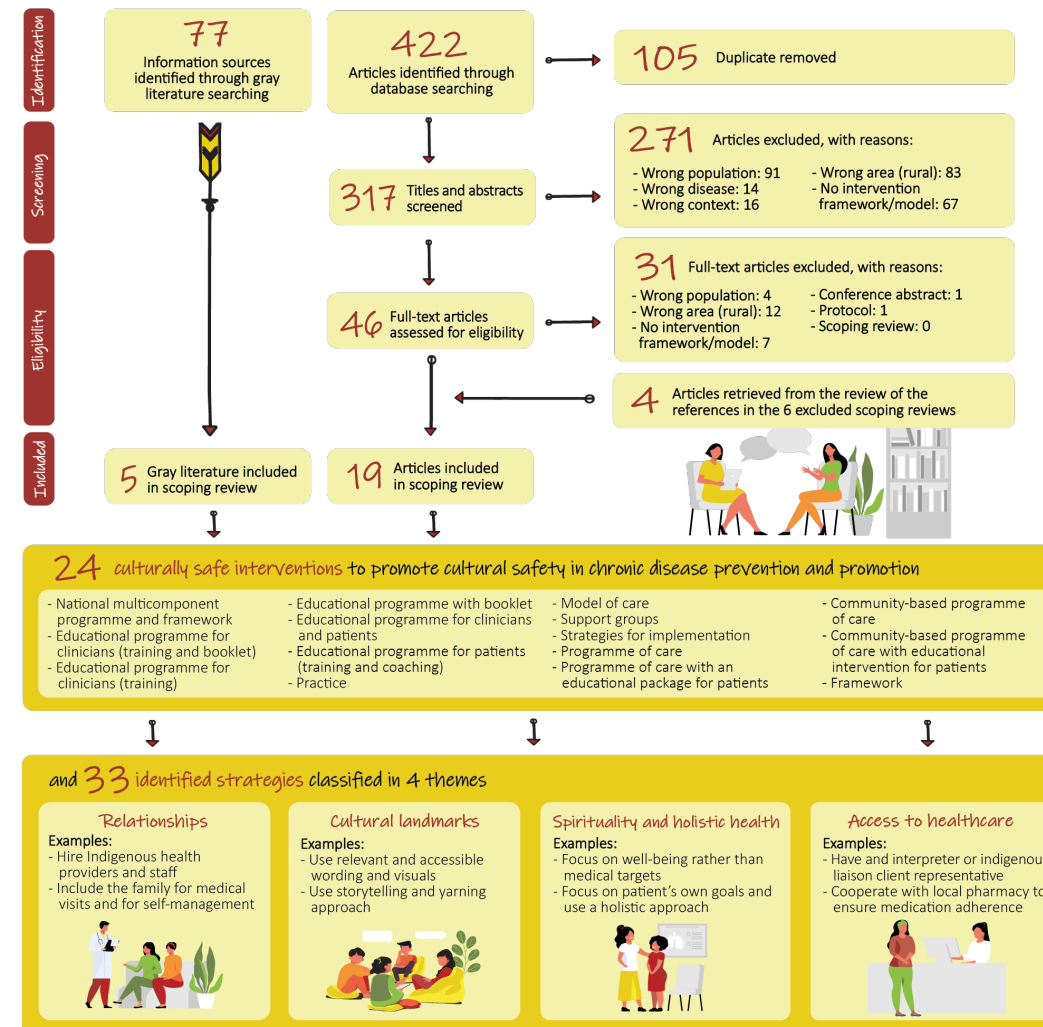 Identification
77
Information sources
identified through gray
literature searching
422
Articles identified through
database searching
105 Duplicate removed
Screening
317 Titles and abstracts
screened
271 Articles excluded, with reasons:
- Wrong population: 91
- Wrong disease: 14
- Wrong context: 16
- Wrong area (rural): 83
- No intervention
framework/model: 67
Eligibility
46 Full-text articles
assessed for eligibility
31 Full-text articles excluded, with reasons:
- Wrong population: 4
- Wrong area (rural): 12
- No intervention
framework/model: 7
- Conference abstract: 1
- Protocol: 1
- Scoping review: 0
4 Articles retrieved from the review of the
references in the 6 excluded scoping reviews
Included
5 Gray literature included
in scoping review
19 Articles included
in scoping review
24 culturally safe interventions to promote cultural safety in chronic disease prevention and promotion
- National multicomponent
programme and framework
- Educational programme for
clinicians (training and booklet)
- Educational programme for
clinicians (training)
- Educational programme with booklet
- Educational programme for clinicians
and patients
- Educational programme for patients
(training and coaching)
- Practice
- Model of care
- Support groups
- Strategies for implementation
- Programme of care
- Programme of care with an
educational package for patients
- Community-based programme
of care
- Community-based programme
of care with educational
intervention for patients
- Framework
and 33 identified strategies classified in 4 themes
Relationships
Examples:
- Hire Indigenous health
providers and staff
- Include the family for medical
visits and for self-management
Cultural landmarks
Examples:
- Use relevant and accessible
wording and visuals
- Use storytelling and yarning
approach
Spirituality and holistic health
Examples:
- Focus on well-being rather than
medical targets
- Focus on patient's own goals and
use a holistic approach
Access to healthcare
Examples:
- Have and interpreter or indigenou
liaison client representative
- Cooperate with local pharmacy to
ensure medication adherence